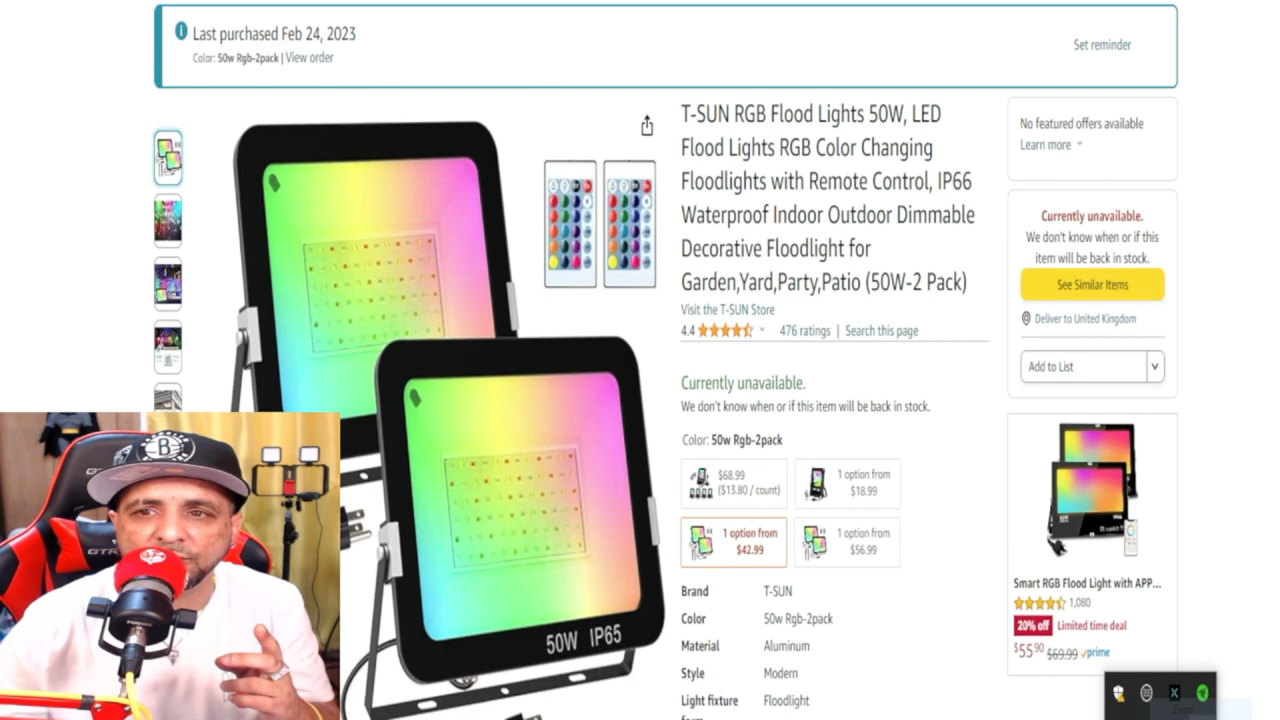 Last purchased Feb 24, 2023
Color: 50w Rgb-2pack | View order
Set reminder
T-SUN RGB Flood Lights 50W, LED
Flood Lights RGB Color Changing
Floodlights with Remote Control, IP66
Waterproof Indoor Outdoor Dimmable
Decorative Floodlight for
Garden,Yard,Party,Patio (50W-2 Pack)
Visit the T-SUN Store
4.4
476 ratings | Search this page
Currently unavailable.
We don't know when or if this item will be back in stock.
Color: 50w Rgb-2pack
$68.99
($13.80 / count)
1 option from
$18.99
1 option from
$42.99
1 option from
$56.99
Brand T-SUN
Color 50w Rgb-2pack
Material Aluminum
Style Modern
Light fixture Floodlight
form
50W IP65
No featured offers available
Learn more
Currently unavailable.
We don't know when or if this
item will be back in stock.
See Similar Items
Deliver to United Kingdom
Add to List
Smart RGB Flood Light with APP...
1,080
20% off Limited time deal
$55.90 $69.99 prime
B
GTR